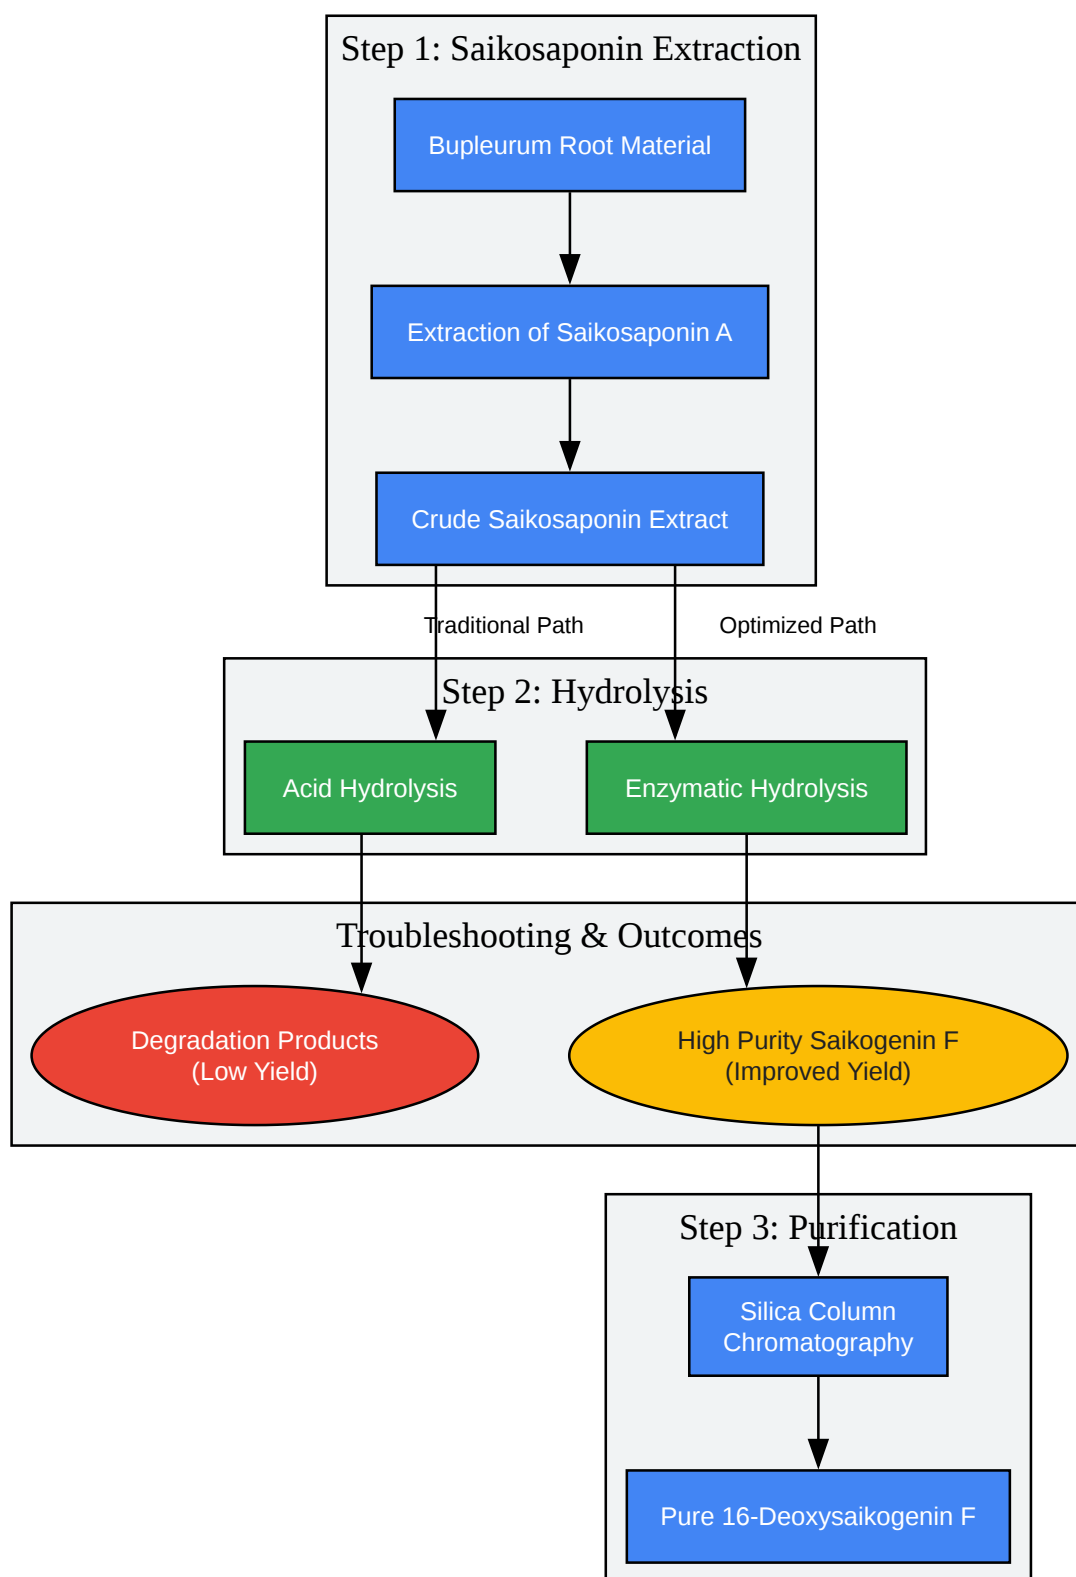 Step 1: Saikosaponin Extraction
Bupleurum Root Material
Extraction of Saikosaponin A
Crude Saikosaponin Extract
Traditional Path
Optimized Path
Step 2: Hydrolysis
Acid Hydrolysis
Enzymatic Hydrolysis
Troubleshooting & Outcomes
Degradation Products
(Low Yield)
High Purity Saikogenin F
(Improved Yield)
Step 3: Purification
Silica Column
Chromatography
Pure 16-Deoxysaikogenin F